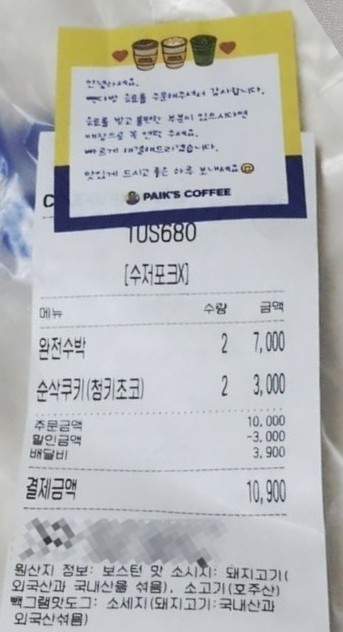 안녕하세요.
빽다방 음료를 주문해주셔서 감사합니다.
음료를 받고 불편한 부분이 있으시다면
매장으로 꼭 연락 주세요.
빠르게 해결해드리겠습니다.
맛있게 드시고 좋은 하루 보내세요
PAIK'S COFFEE
TUS680
[수저포크X]
메뉴 수량 금액
완전수박 2 7,000
순삭쿠키(청키초코) 2 3,000
주문금액 10,000
할인금액 -3,000
배달비 3,900
결제금액 10,900
원산지 정보: 보스턴 맛 소시지: 돼지고기(
외국산과 국내산을 섞음), 소고기(호주산)
빽그램맛도그: 소세지(돼지고기:국내산과
외국산섞음)